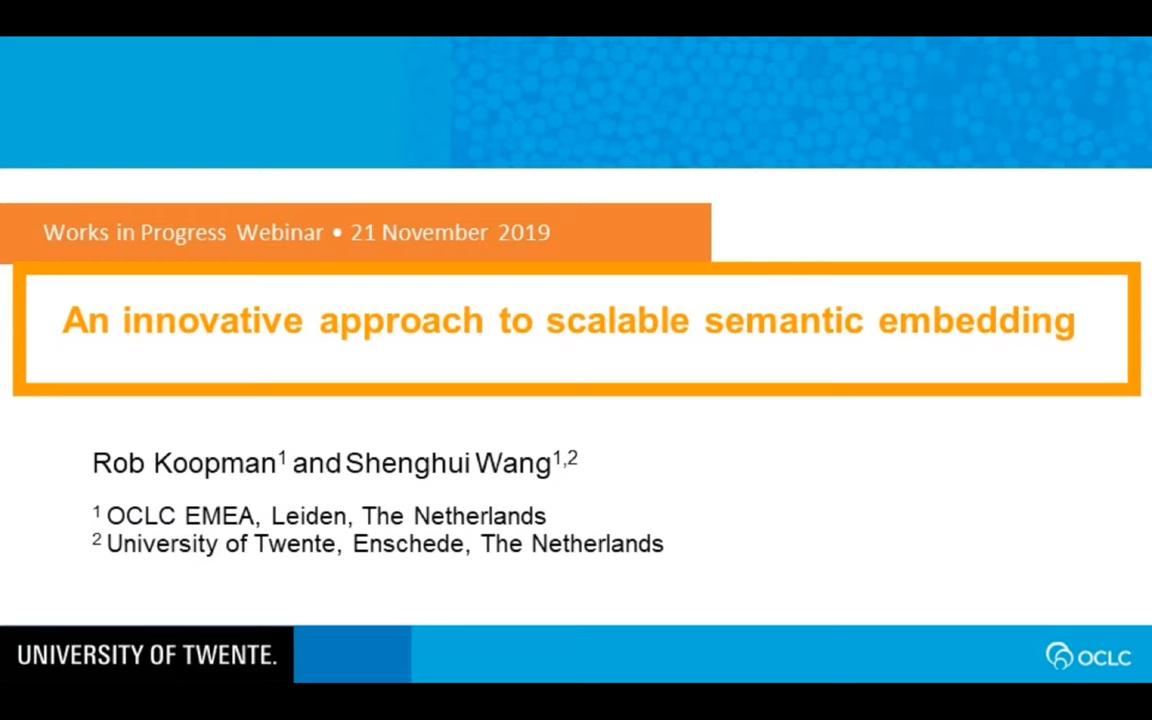 Works in Progress Webinar • 21 November 2019
An innovative approach to scalable semantic embedding
Rob Koopman¹ and Shenghui Wang¹,²
¹ OCLC EMEA, Leiden, The Netherlands
² University of Twente, Enschede, The Netherlands
UNIVERSITY OF TWENTE.
OCLC